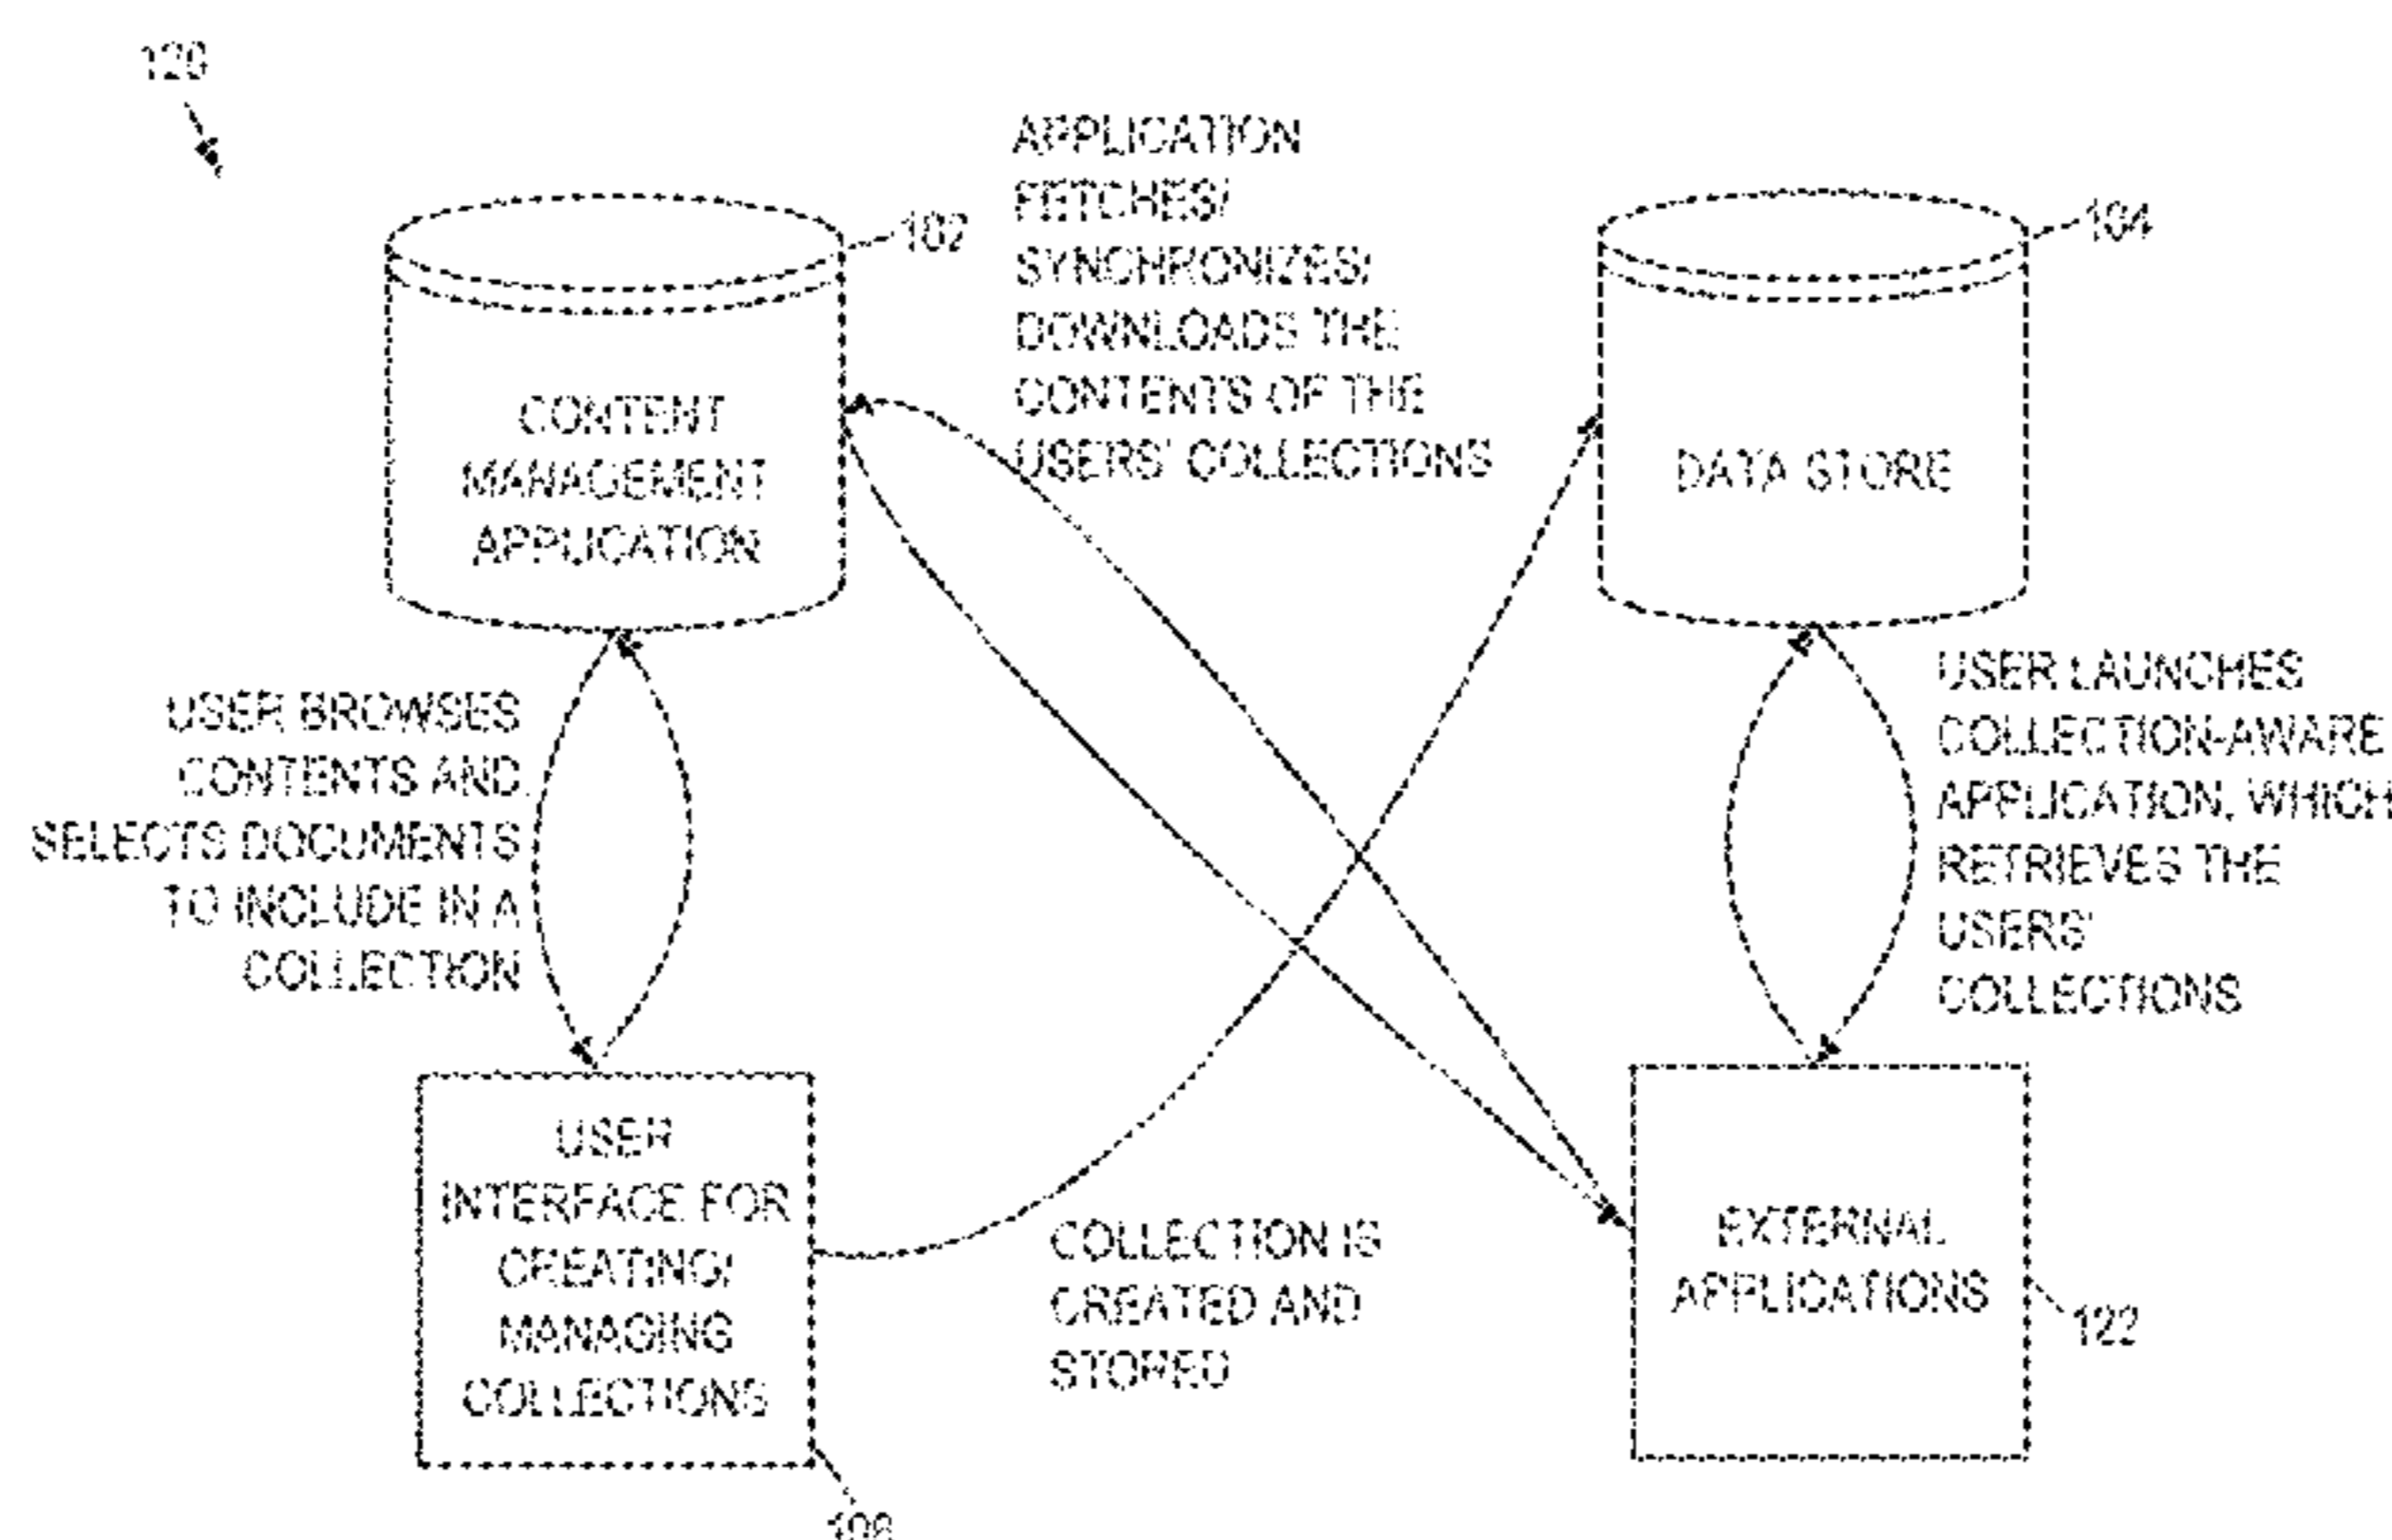 120
102
APPLICATION
FETCHES/
SYNCHRONIZES/
DOWNLOADS THE
CONTENTS OF THE
USERS' COLLECTIONS
104
CONTENT
MANAGEMENT
APPLICATION
DATA STORE
USER BROWSES
CONTENTS AND
SELECTS DOCUMENTS
TO INCLUDE IN A
COLLECTION
USER LAUNCHES
COLLECTION-AWARE
APPLICATION, WHICH
RETRIEVES THE
USERS'
COLLECTIONS
USER
INTERFACE FOR
CREATING/
MANAGING
COLLECTIONS
COLLECTION IS
CREATED AND
STORED
EXTERNAL
APPLICATIONS
122